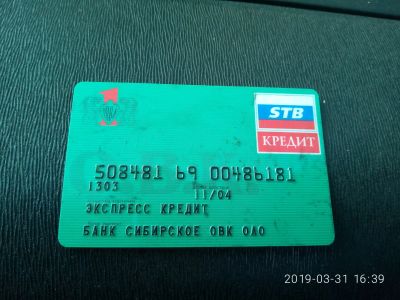 STB
КРЕДИТ
508481 69 00486181
1303 11/04
ЭКСПРЕСС КРЕДИТ
БАНК СИБИРСКОЕ ОВК ОАО
2019-03-31 16:39